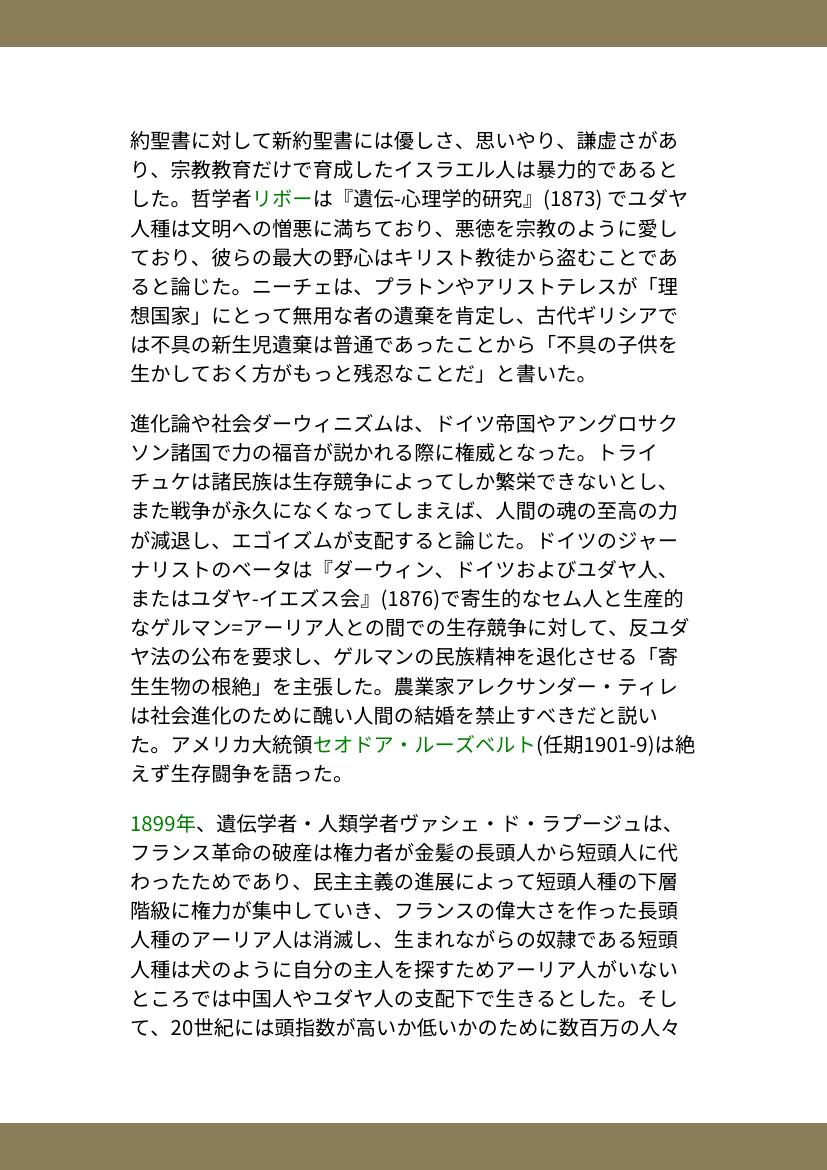 約聖書に対して新約聖書には優しさ、思いやり、謙虚さがあ
り、宗教教育だけで育成したイスラエル人は暴力的であると
した。哲学者リボーは『遺伝-心理学的研究』(1873) でユダヤ
人種は文明への憎悪に満ちており、悪徳を宗教のように愛し
ており、彼らの最大の野心はキリスト教徒から盗むことであ
ると論じた。ニーチェは、プラトンやアリストテレスが「理
想国家」にとって無用な者の遺棄を肯定し、古代ギリシアで
は不具の新生児遺棄は普通であったことから「不具の子供を
生かしておく方がもっと残忍なことだ」と書いた。
進化論や社会ダーウィニズムは、ドイツ帝国やアングロサク
ソン諸国で力の福音が説かれる際に権威となった。トライ
チュケは諸民族は生存競争によってしか繁栄できないとし、
また戦争が永久になくなってしまえば、人間の魂の至高の力
が減退し、エゴイズムが支配すると論じた。ドイツのジャー
ナリストのベータは『ダーウィン、ドイツおよびユダヤ人、
またはユダヤ-イエズス会』(1876)で寄生的なセム人と生産的
なゲルマン=アーリア人との間での生存競争に対して、反ユダ
ヤ法の公布を要求し、ゲルマンの民族精神を退化させる「寄
生生物の根絶」を主張した。農業家アレクサンダー・ティレ
は社会進化のために醜い人間の結婚を禁止すべきだと説い
た。アメリカ大統領セオドア・ルーズベルト(任期1901-9)は絶
えず生存闘争を語った。
1899年、遺伝学者・人類学者ヴァシェ・ド・ラプージュは、
フランス革命の破産は権力者が金髪の長頭人から短頭人に代
わったためであり、民主主義の進展によって短頭人種の下層
階級に権力が集中していき、フランスの偉大さを作った長頭
人種のアーリア人は消滅し、生まれながらの奴隷である短頭
人種は犬のように自分の主人を探すためアーリア人がいない
ところでは中国人やユダヤ人の支配下で生きるとした。そし
て、20世紀には頭指数が高いか低いかのために数百万の人々